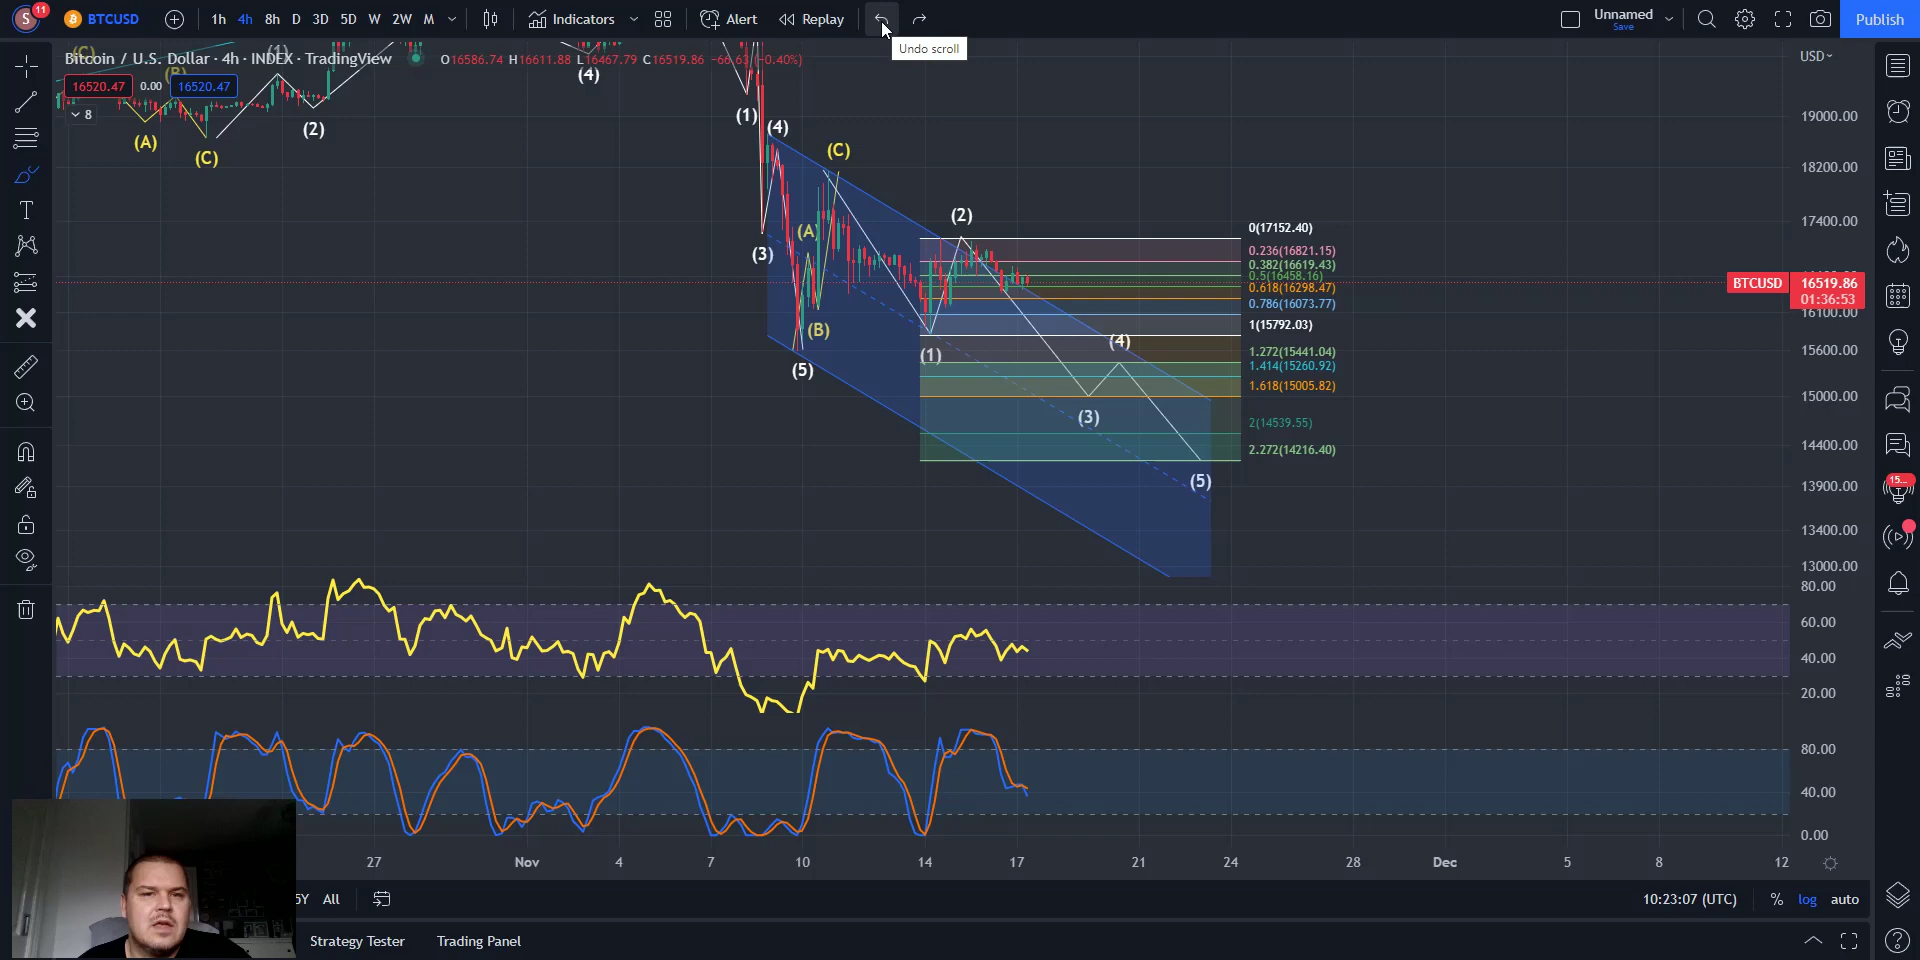 S 11 BTCUSD 1h 4h 8h D 3D 5D W 2W M Indicators Alert Replay Unnamed Save Publish
Undo scroll
Bitcoin / U.S. Dollar · 4h · INDEX · TradingView O16586.74 H16611.88 L16467.79 C16519.86 −66.63 (−0.40%)
16520.47 0.00 16520.47
8
(C)
(B)
(1)
(A)
(C)
(2)
(4)
(1)
(4)
(3)
(A)
(C)
(B)
(5)
(2)
(1)
(4)
(3)
(5)
0(17152.40)
0.236(16821.15)
0.382(16619.43)
0.5(16458.16)
0.618(16298.47)
0.786(16073.77)
1(15792.03)
1.272(15441.04)
1.414(15260.92)
1.618(15005.82)
2(14539.55)
2.272(14216.40)
USD
19000.00
18200.00
17400.00
BTCUSD 16519.86
01:36:53
16100.00
15600.00
15000.00
14400.00
13900.00
13400.00
13000.00
80.00
60.00
40.00
20.00
80.00
40.00
0.00
15...
27 Nov 4 7 10 14 17 21 24 28 Dec 5 8 12
5Y All 10:23:07 (UTC) % log auto
Strategy Tester Trading Panel